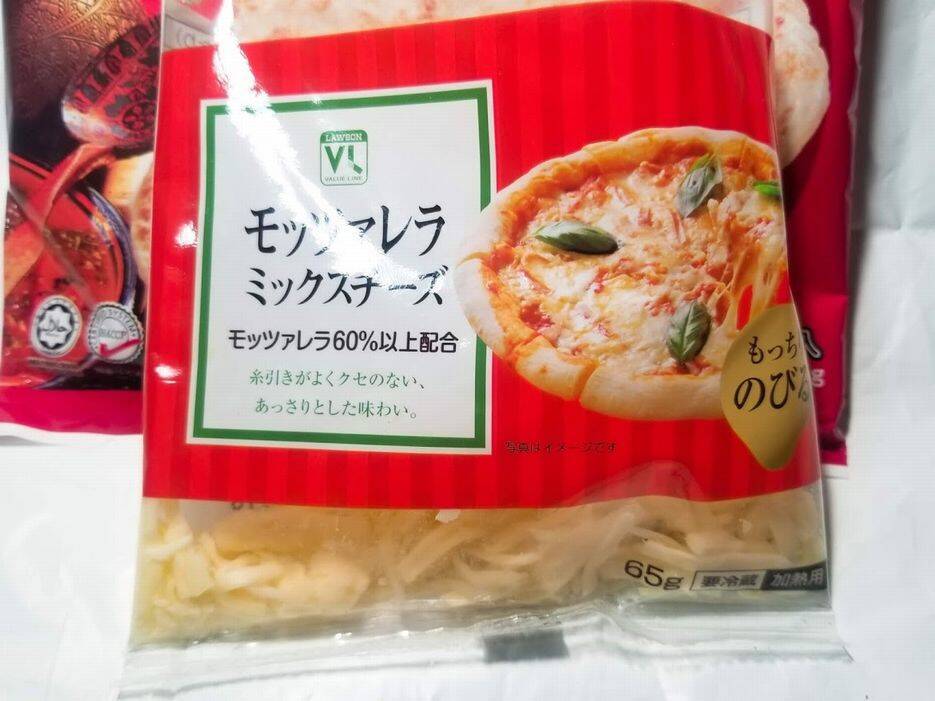 LAWSON
VL
VALUE LINE
モッツァレラ
ミックスチーズ
モッツァレラ60%以上配合
糸引きがよくクセのない、
あっさりとした味わい。
もっち
のびる
写真はイメージです
65g 要冷蔵 加熱用
HACCP